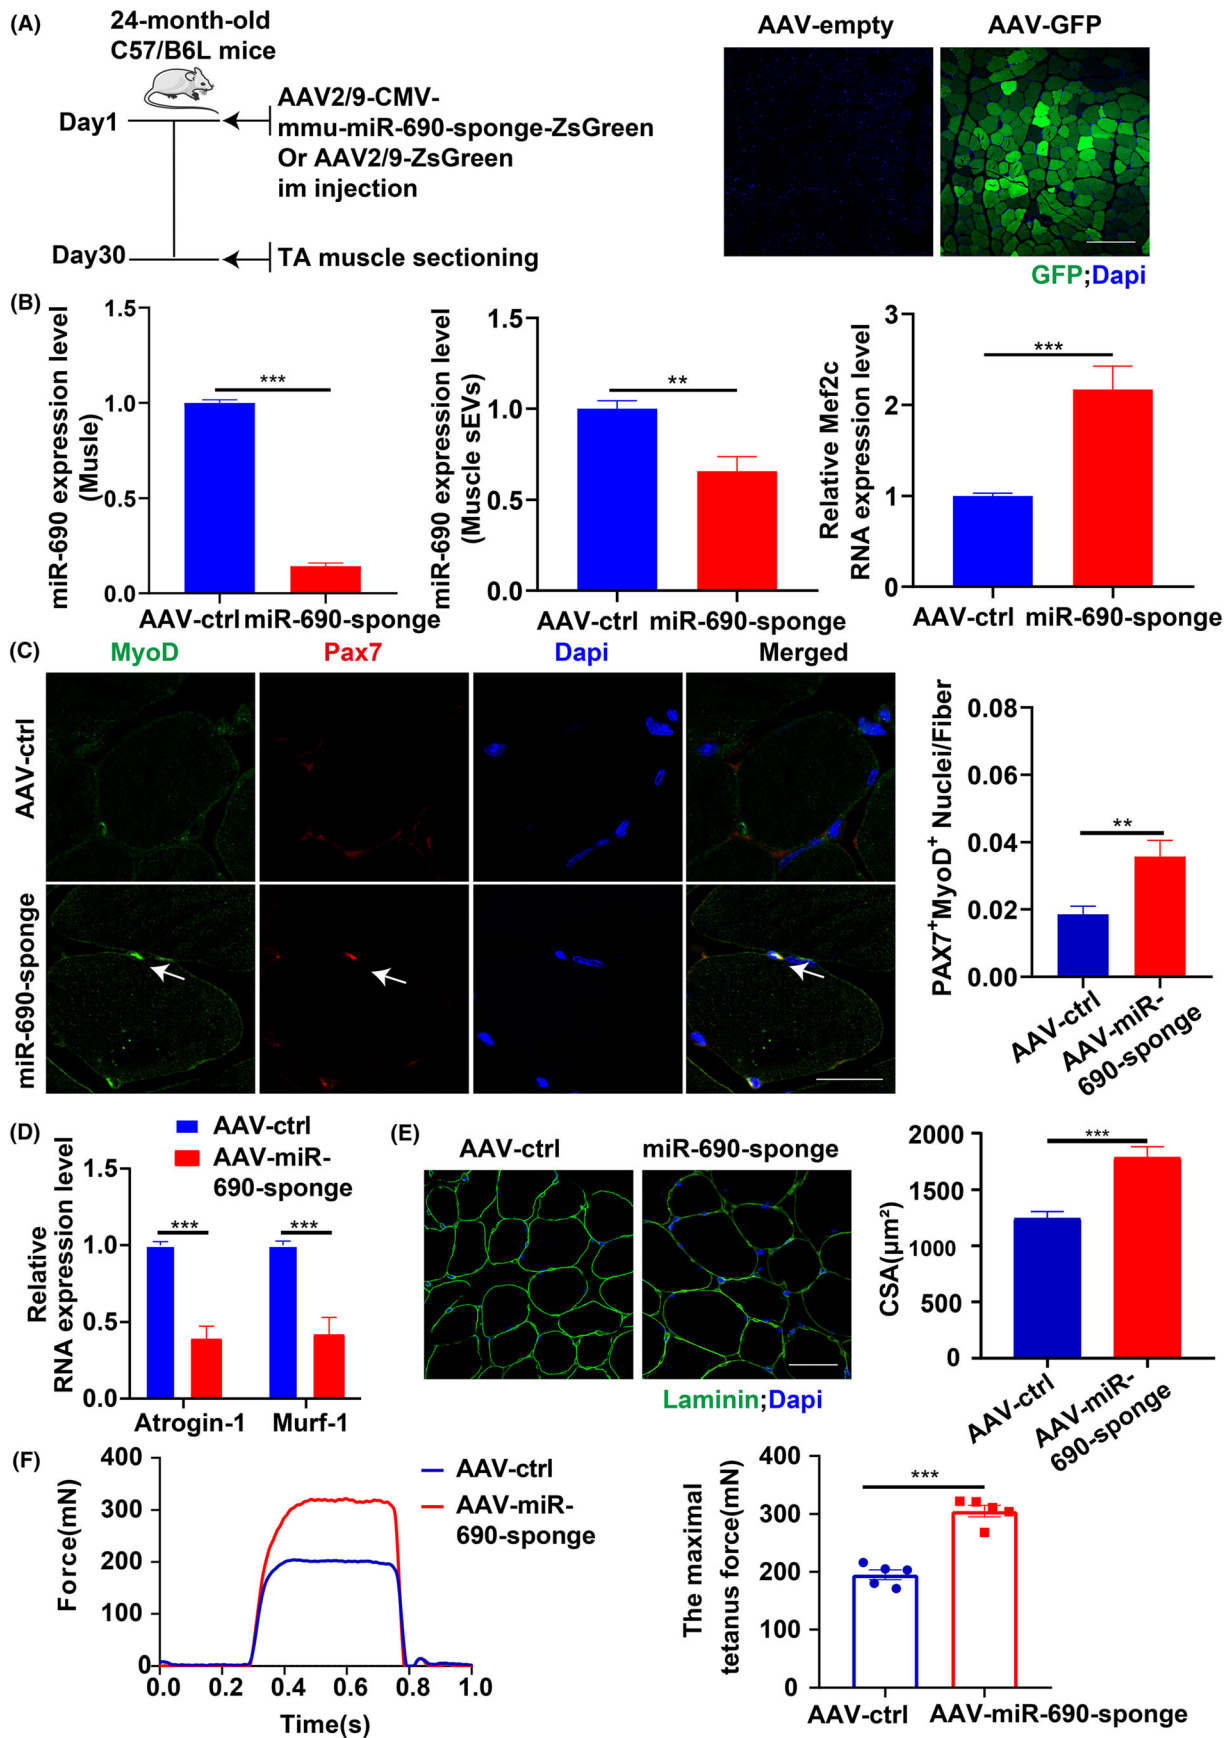 (A)
24-month-old
C57/B6L mice
Day1
AAV2/9-CMV-
mmu-miR-690-sponge-ZsGreen
Or AAV2/9-ZsGreen
im injection
Day30
TA muscle sectioning
AAV-empty
AAV-GFP
GFP;Dapi
(B)
miR-690 expression level
(Musle)
1.5
1.0
0.5
0.0
***
AAV-ctrl
miR-690-sponge
miR-690 expression level
(Muscle sEVs)
1.5
1.0
0.5
0.0
**
AAV-ctrl
miR-690-sponge
Relative Mef2c
RNA expression level
3
2
1
0
***
AAV-ctrl
miR-690-sponge
(C)
MyoD
Pax7
Dapi
Merged
AAV-ctrl
miR-690-sponge
PAX7⁺MyoD⁺ Nuclei/Fiber
0.08
0.06
0.04
0.02
0.00
**
AAV-ctrl
AAV-miR-
690-sponge
(D)
AAV-ctrl
AAV-miR-
690-sponge
Relative
RNA expression level
1.5
1.0
0.5
0.0
***
***
Atrogin-1
Murf-1
(E)
AAV-ctrl
miR-690-sponge
Laminin;Dapi
CSA(µm²)
2000
1500
1000
500
0
***
AAV-ctrl
AAV-miR-
690-sponge
(F)
Force(mN)
400
300
200
100
0
0.0
0.2
0.4
0.6
0.8
1.0
Time(s)
AAV-ctrl
AAV-miR-
690-sponge
The maximal
tetanus force(mN)
400
300
200
100
0
***
AAV-ctrl
AAV-miR-690-sponge